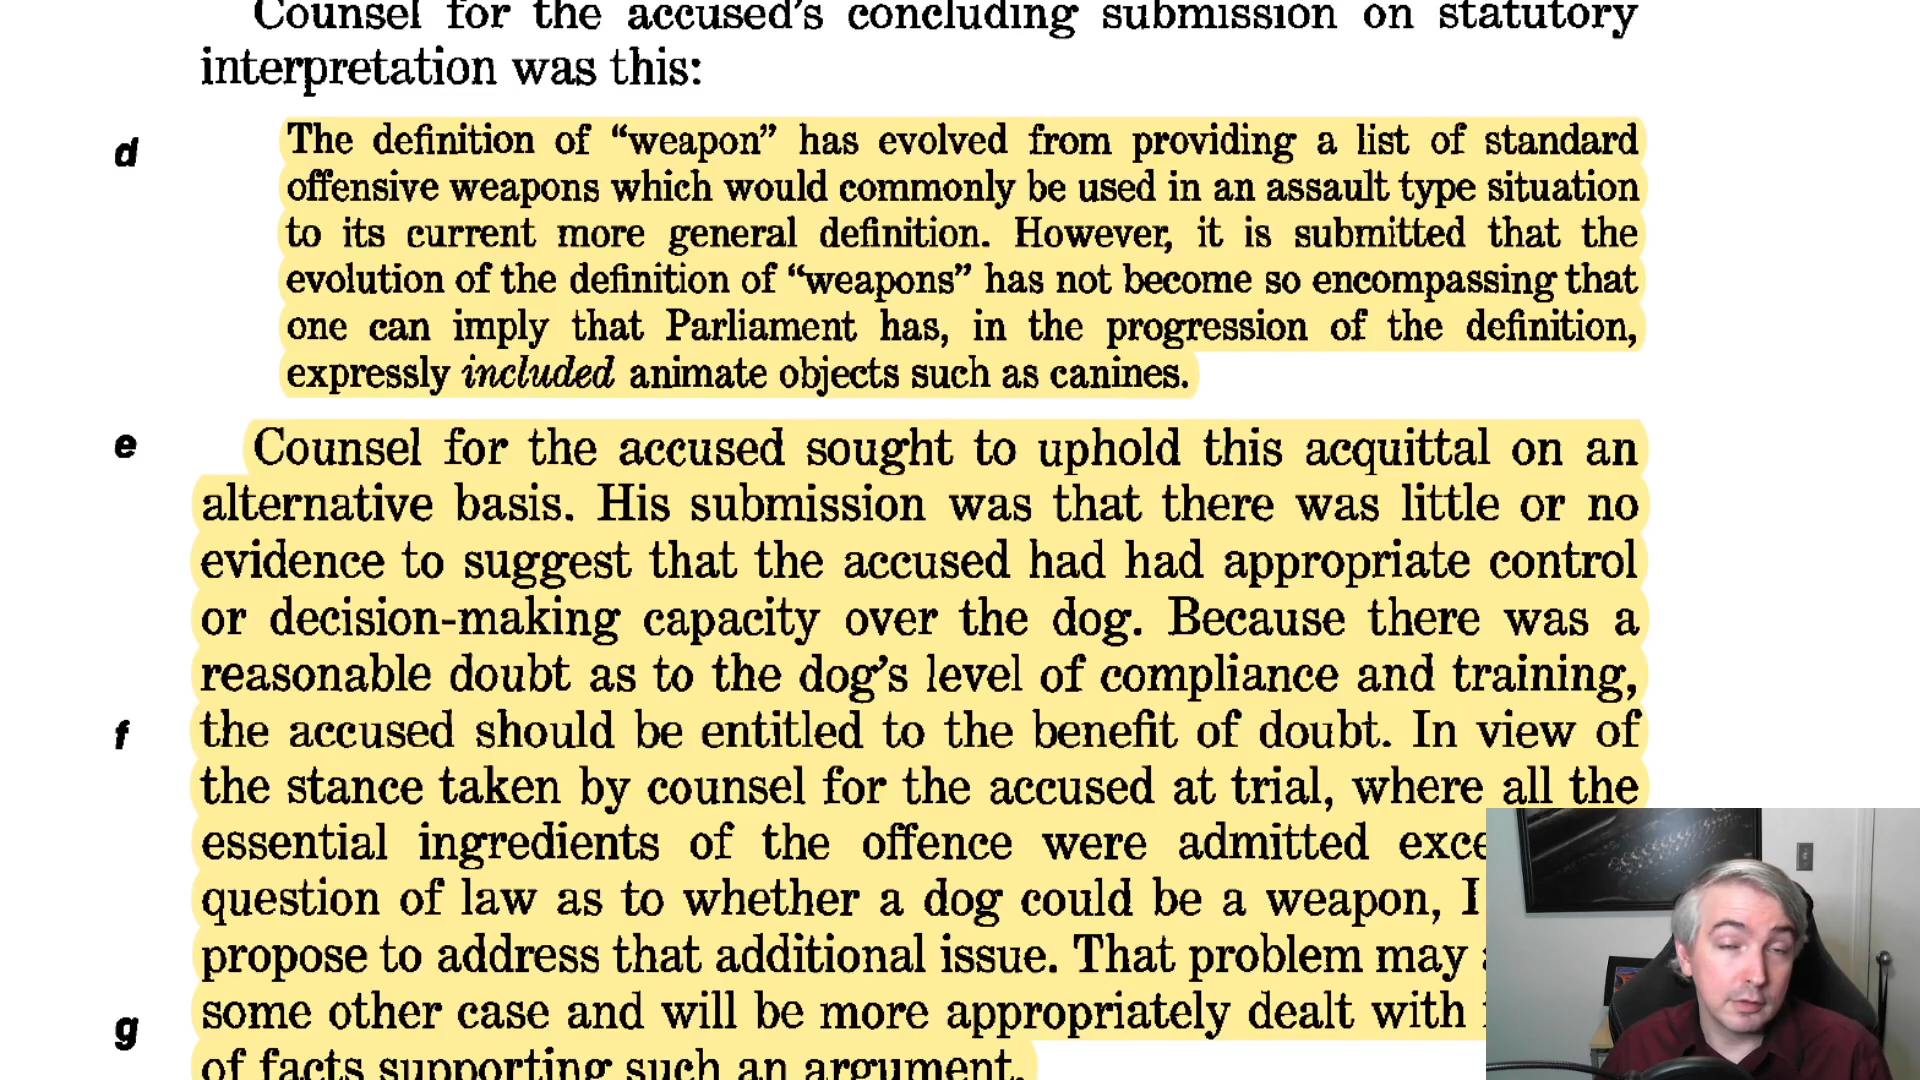 Counsel for the accused's concluding submission on statutory
interpretation was this:
d
The definition of “weapon” has evolved from providing a list of standard
offensive weapons which would commonly be used in an assault type situation
to its current more general definition. However, it is submitted that the
evolution of the definition of “weapons” has not become so encompassing that
one can imply that Parliament has, in the progression of the definition,
expressly included animate objects such as canines.
e
Counsel for the accused sought to uphold this acquittal on an
alternative basis. His submission was that there was little or no
evidence to suggest that the accused had had appropriate control
or decision-making capacity over the dog. Because there was a
reasonable doubt as to the dog's level of compliance and training,
f
the accused should be entitled to the benefit of doubt. In view of
the stance taken by counsel for the accused at trial, where all the
essential ingredients of the offence were admitted
question of law as to whether a dog could be a weapon, I
propose to address that additional issue. That problem may
g
some other case and will be more appropriately dealt with
of facts supporting such an argument.